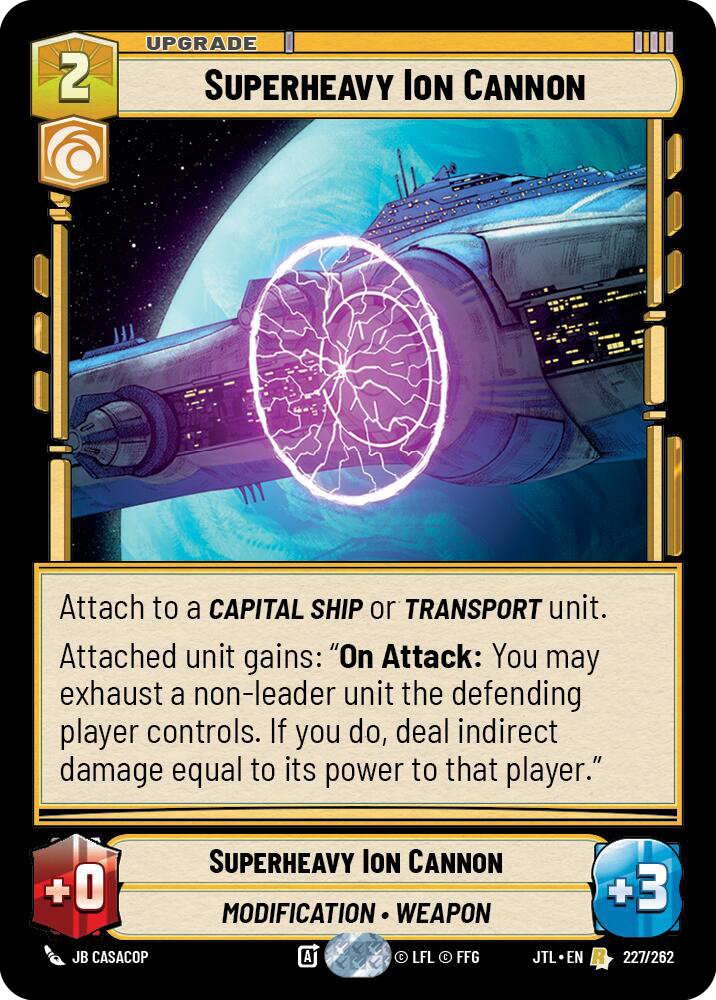 UPGRADE
2
SUPERHEAVY ION CANNON
Attach to a CAPITAL SHIP or TRANSPORT unit.
Attached unit gains: “On Attack: You may
exhaust a non-leader unit the defending
player controls. If you do, deal indirect
damage equal to its power to that player.”
+0
SUPERHEAVY ION CANNON
+3
MODIFICATION • WEAPON
JB CASACOP
A
© LFL © FFG
JTL • EN
R
227/262